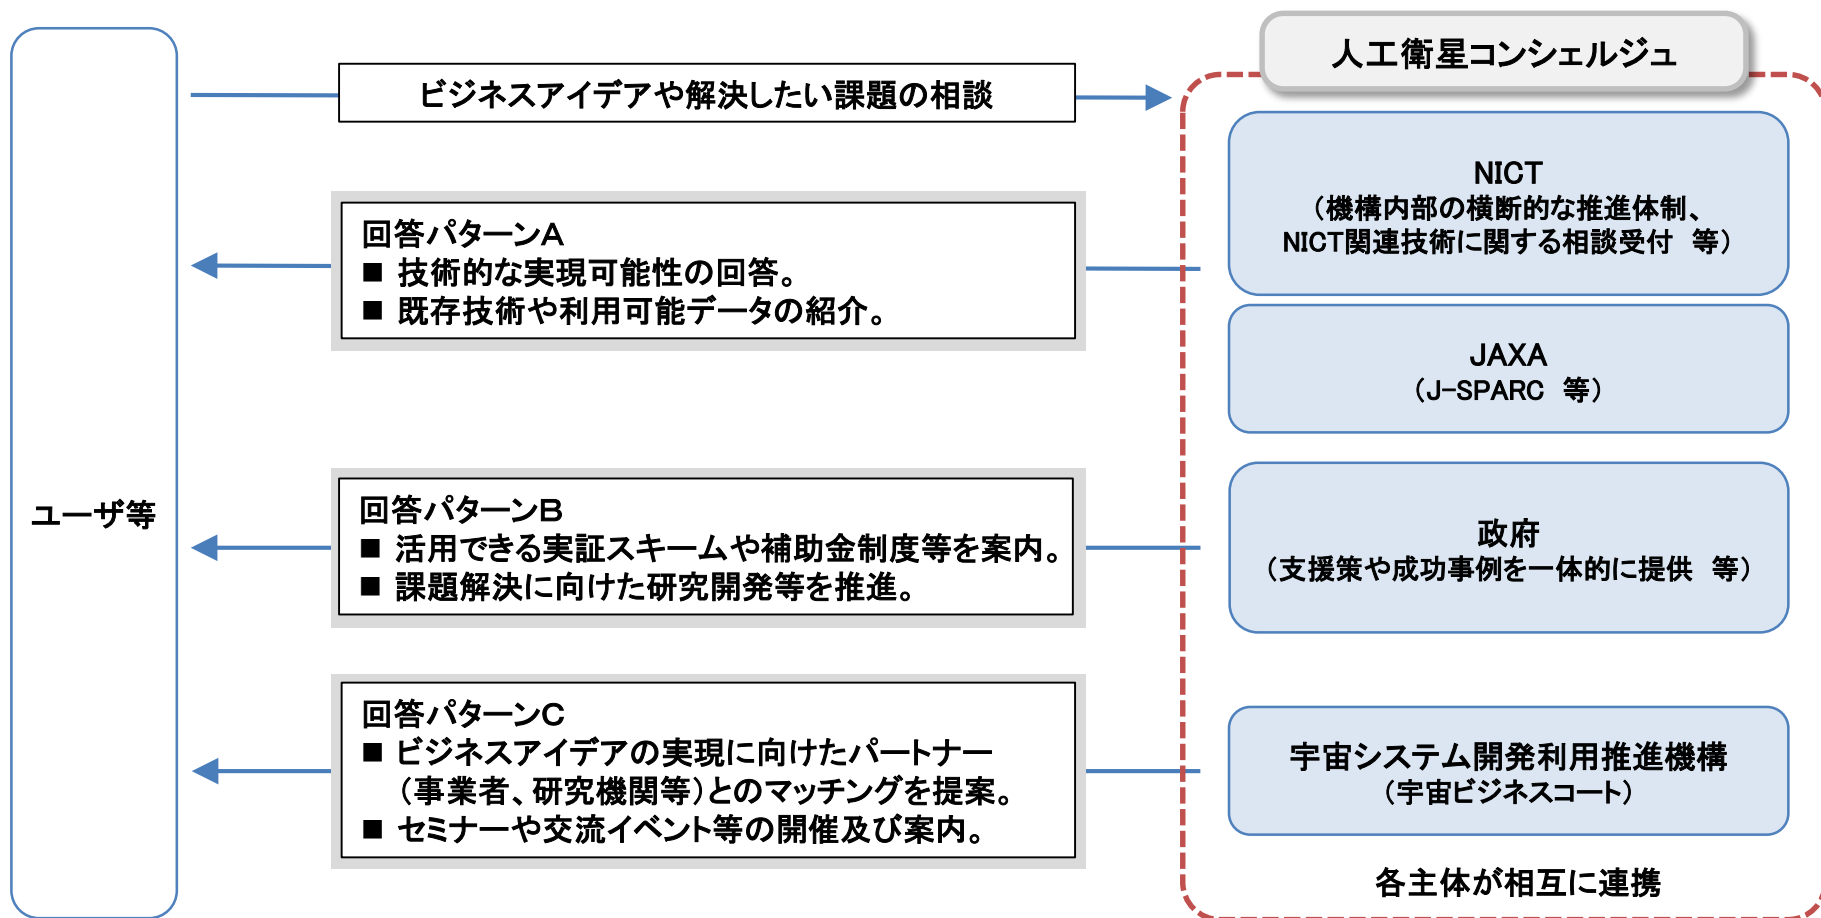 人工衛星コンシェルジュ
ビジネスアイデアや解決したい課題の相談
NICT
（機構内部の横断的な推進体制、
NICT関連技術に関する相談受付　等）
回答パターンA
■ 技術的な実現可能性の回答。
■ 既存技術や利用可能データの紹介。
JAXA
（J-SPARC　等）
ユーザ等
回答パターンB
■ 活用できる実証スキームや補助金制度等を案内。
■ 課題解決に向けた研究開発等を推進。
政府
（支援策や成功事例を一体的に提供　等）
回答パターンC
■ ビジネスアイデアの実現に向けたパートナー
（事業者、研究機関等）とのマッチングを提案。
■ セミナーや交流イベント等の開催及び案内。
宇宙システム開発利用推進機構
（宇宙ビジネスコート）
各主体が相互に連携